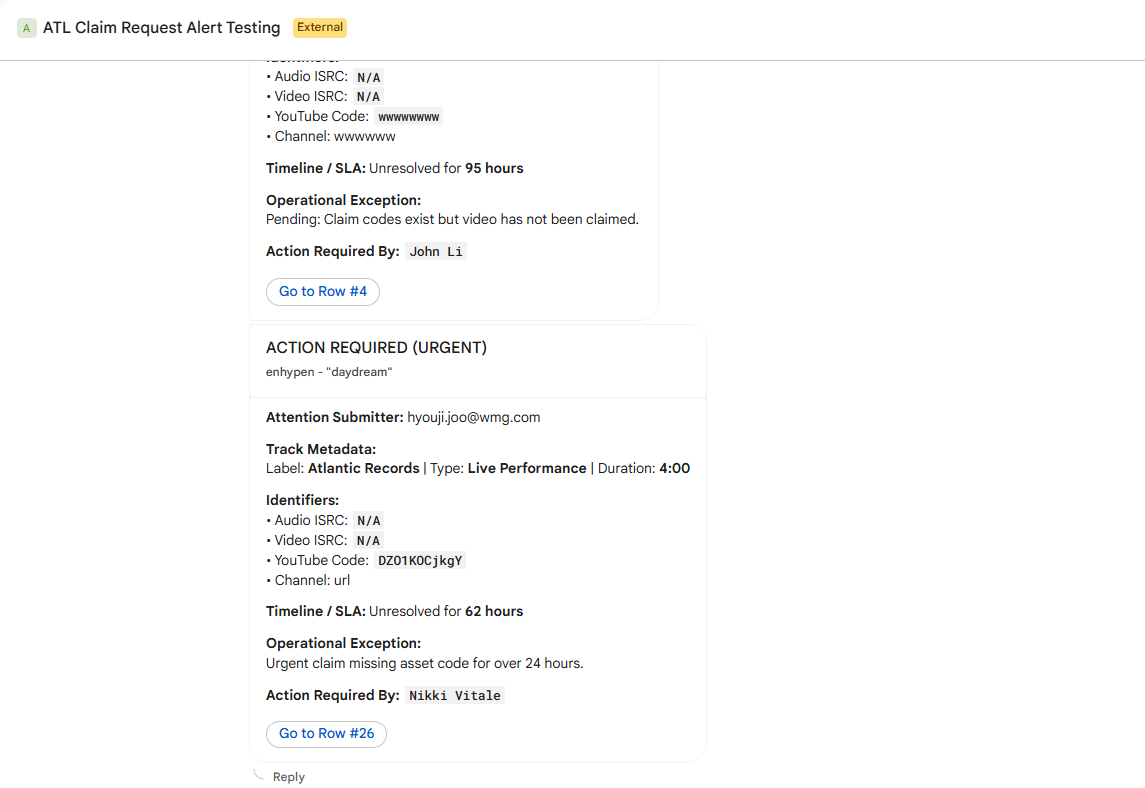 A ATL Claim Request Alert Testing External
Identifiers:
• Audio ISRC: N/A
• Video ISRC: N/A
• YouTube Code: wwwwwwww
• Channel: wwwwww
Timeline / SLA: Unresolved for 95 hours
Operational Exception:
Pending: Claim codes exist but video has not been claimed.
Action Required By: John Li
Go to Row #4
ACTION REQUIRED (URGENT)
enhypen - "daydream"
Attention Submitter: hyouji.joo@wmg.com
Track Metadata:
Label: Atlantic Records | Type: Live Performance | Duration: 4:00
Identifiers:
• Audio ISRC: N/A
• Video ISRC: N/A
• YouTube Code: DZO1KOCjkgY
• Channel: url
Timeline / SLA: Unresolved for 62 hours
Operational Exception:
Urgent claim missing asset code for over 24 hours.
Action Required By: Nikki Vitale
Go to Row #26
Reply